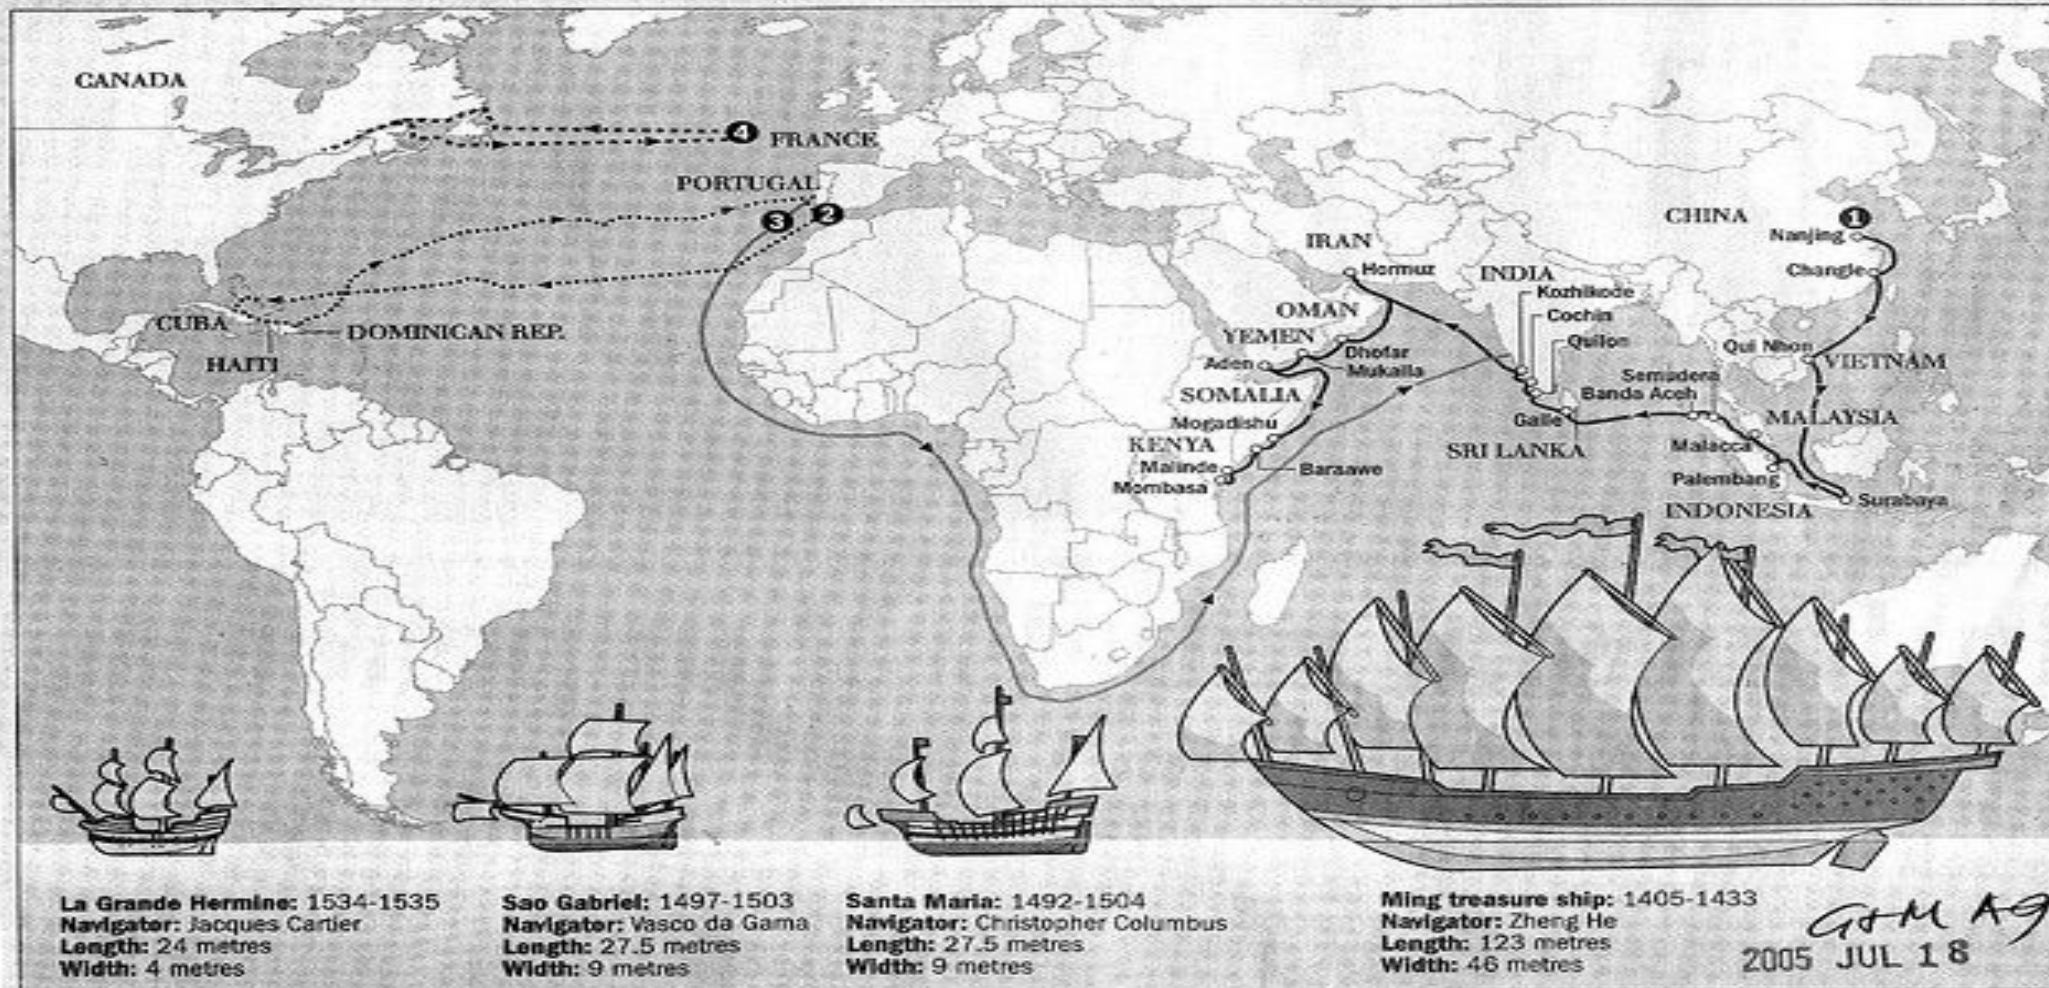 CANADA
4
FRANCE
PORTUGAL
3
2
CUBA
DOMINICAN REP.
HAITI
CHINA
1
Nanjing
Changle
IRAN
Hormuz
INDIA
Kozhikode
Cochin
Quilon
OMAN
YEMEN
Dhofar
Mukalla
Aden
SOMALIA
Mogadishu
KENYA
Malinde
Baraawe
Mombasa
Qui Nhon
VIETNAM
Semudera
Banda Aceh
MALAYSIA
Galle
SRI LANKA
Malacca
Palembang
Surabaya
INDONESIA
La Grande Hermine: 1534-1535
Navigator: Jacques Cartier
Length: 24 metres
Width: 4 metres
Sao Gabriel: 1497-1503
Navigator: Vasco da Gama
Length: 27.5 metres
Width: 9 metres
Santa Maria: 1492-1504
Navigator: Christopher Columbus
Length: 27.5 metres
Width: 9 metres
Ming treasure ship: 1405-1433
Navigator: Zheng He
Length: 123 metres
Width: 46 metres
G+M A9
2005 JUL 18